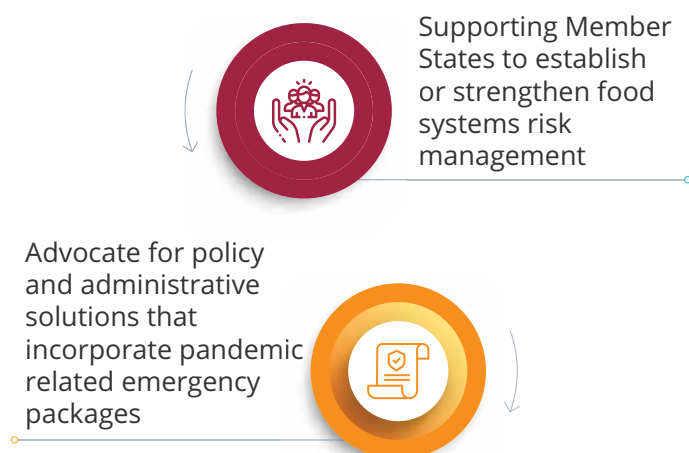 Supporting Member
States to establish
or strengthen food
systems risk
management
Advocate for policy
and administrative
solutions that
incorporate pandemic
related emergency
packages